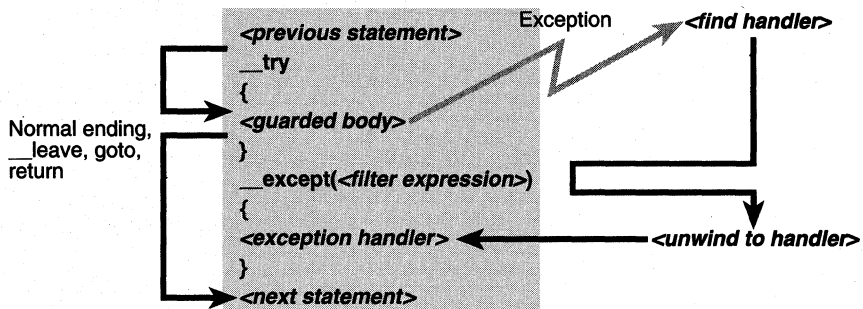 Exception
<find handler>
<previous statement>
__try
{
<guarded body>
}
Normal ending,
__leave, goto,
return
__except(<filter expression>)
{
<exception handler>
<unwind to handler>
}
<next statement>